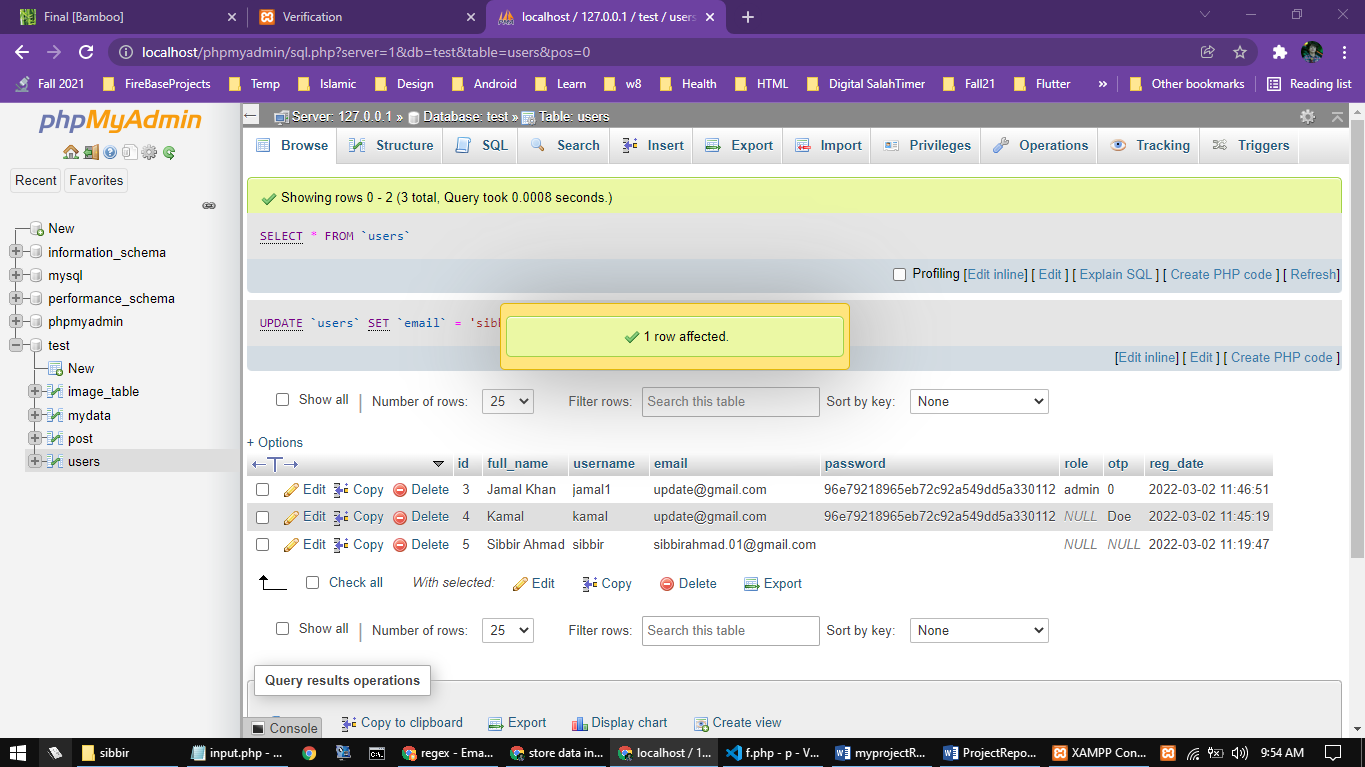 Final [Bamboo]
Verification
localhost / 127.0.0.1 / test / users
localhost/phpmyadmin/sql.php?server=1&db=test&table=users&pos=0
Fall 2021 FireBaseProjects Temp Islamic Design Android Learn w8 Health HTML Digital SalahTimer Fall21 Flutter » Other bookmarks Reading list
phpMyAdmin
Recent Favorites
New
information_schema
mysql
performance_schema
phpmyadmin
test
New
image_table
mydata
post
users
Server: 127.0.0.1 » Database: test » Table: users
Browse Structure SQL Search Insert Export Import Privileges Operations Tracking Triggers
Showing rows 0 - 2 (3 total, Query took 0.0008 seconds.)
SELECT * FROM `users`
Profiling [Edit inline] [ Edit ] [ Explain SQL ] [ Create PHP code ] [ Refresh]
UPDATE `users` SET `email` = 'sibb
1 row affected.
[Edit inline] [ Edit ] [ Create PHP code ]
Show all | Number of rows: 25 Filter rows: Search this table Sort by key: None
+ Options
←T→ id full_name username email password role otp reg_date
Edit Copy Delete 3 Jamal Khan jamal1 update@gmail.com 96e79218965eb72c92a549dd5a330112 admin 0 2022-03-02 11:46:51
Edit Copy Delete 4 Kamal kamal update@gmail.com 96e79218965eb72c92a549dd5a330112 NULL Doe 2022-03-02 11:45:19
Edit Copy Delete 5 Sibbir Ahmad sibbir sibbirahmad.01@gmail.com NULL NULL 2022-03-02 11:19:47
Check all With selected: Edit Copy Delete Export
Show all | Number of rows: 25 Filter rows: Search this table Sort by key: None
Query results operations
Copy to clipboard Export Display chart Create view
Console
sibbir input.php - ... regex - Ema... store data in... localhost / 1... f.php - p - V... myprojectR... ProjectRepo... XAMPP Con... 9:54 AM